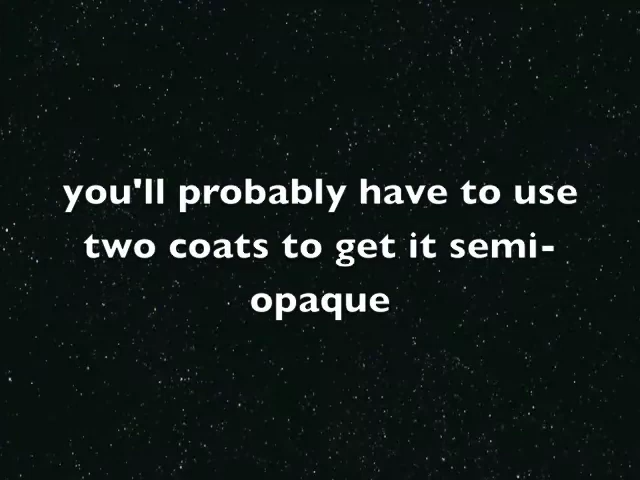 you'll probably have to use
two coats to get it semi-
opaque